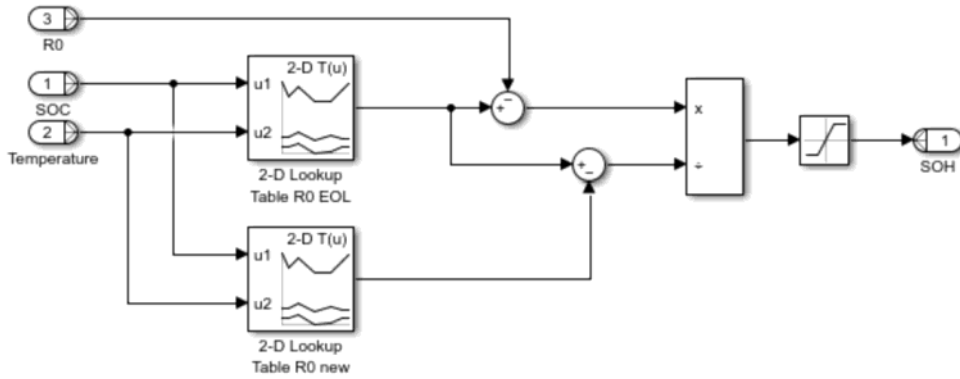 3
R0
1
SOC
2
Temperature
2-D T(u)
u1
u2
2-D Lookup
Table R0 EOL
2-D T(u)
u1
u2
2-D Lookup
Table R0 new
+
−
+
−
x
÷
1
SOH